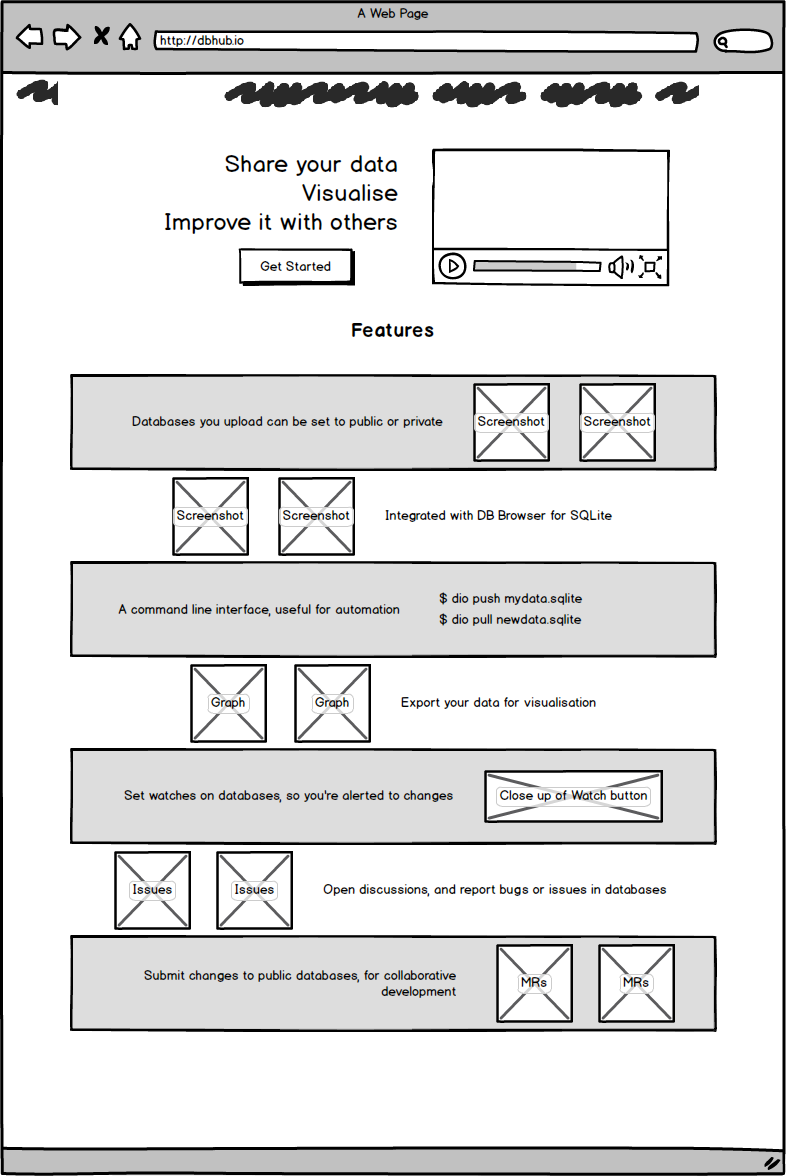 A Web Page
http://dbhub.io
Share your data
Visualise
Improve it with others
Get Started
Features
Databases you upload can be set to public or private
Screenshot
Screenshot
Screenshot
Screenshot
Integrated with DB Browser for SQLite
A command line interface, useful for automation
$ dio push mydata.sqlite
$ dio pull newdata.sqlite
Graph
Graph
Export your data for visualisation
Set watches on databases, so you're alerted to changes
Close up of Watch button
Issues
Issues
Open discussions, and report bugs or issues in databases
Submit changes to public databases, for collaborative
development
MRs
MRs